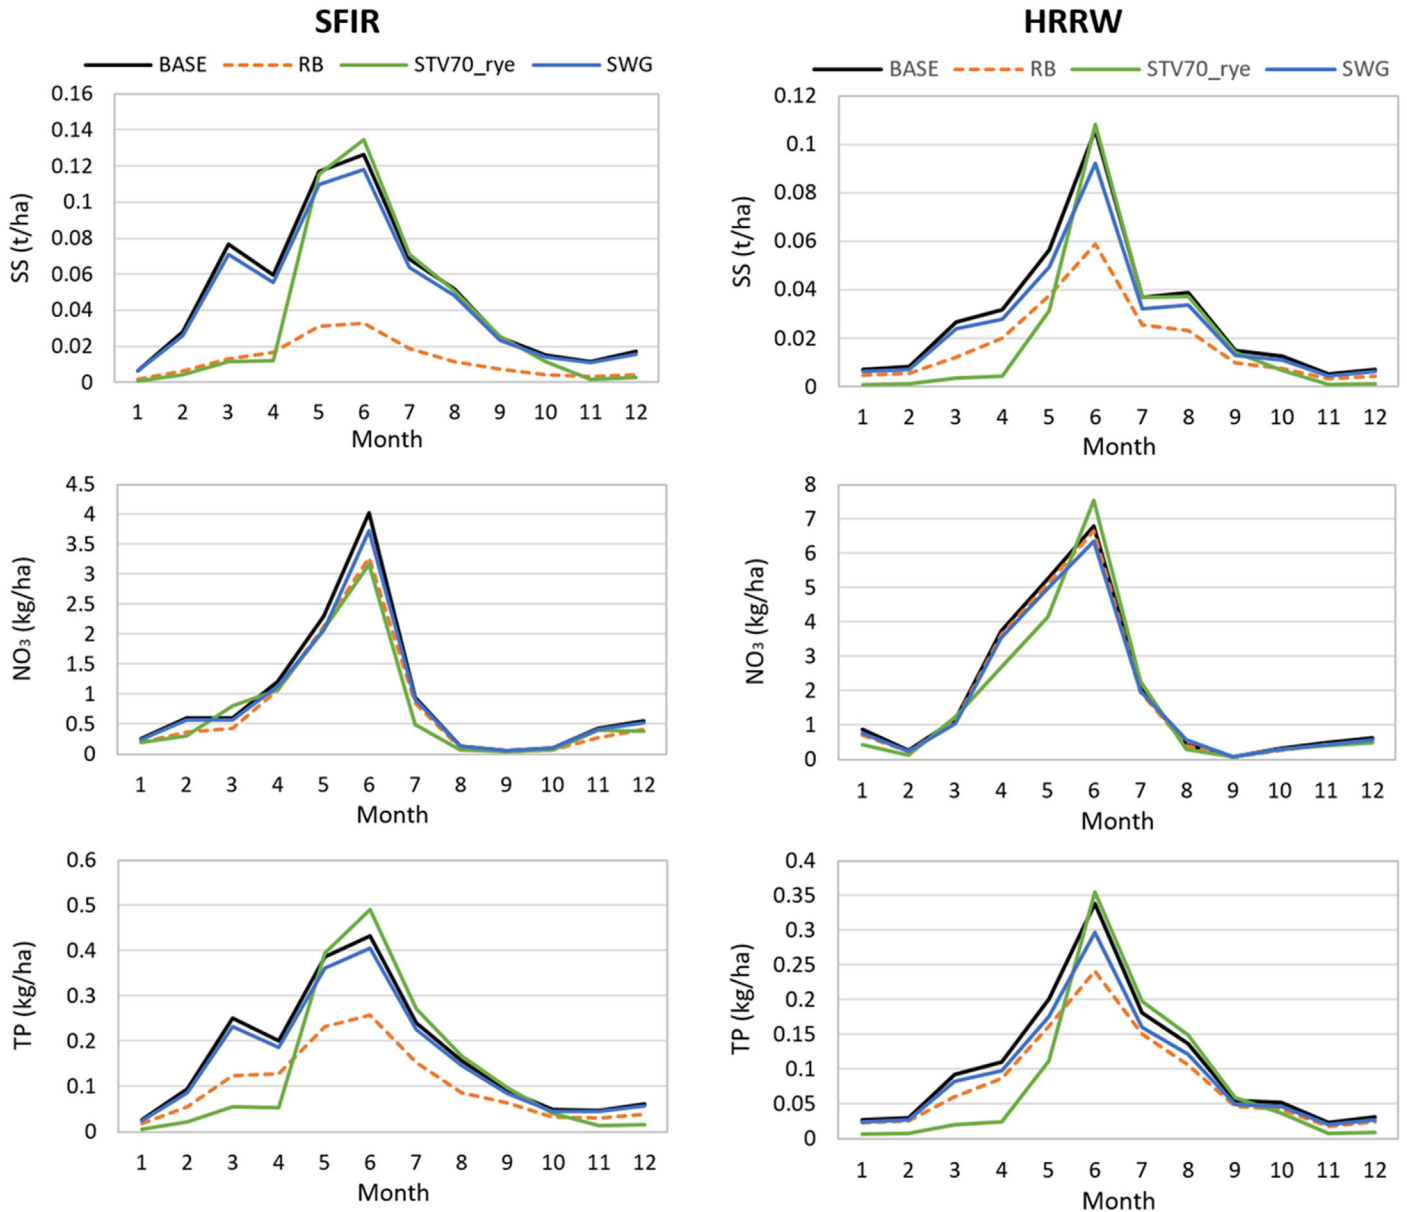 SFIR
BASE RB STV70_rye SWG
0.16
0.14
0.12
0.1
0.08
0.06
0.04
0.02
0
SS (t/ha)
1 2 3 4 5 6 7 8 9 10 11 12
Month
HRRW
BASE RB STV70_rye SWG
0.12
0.1
0.08
0.06
0.04
0.02
0
SS (t/ha)
1 2 3 4 5 6 7 8 9 10 11 12
Month
4.5
4
3.5
3
2.5
2
1.5
1
0.5
0
NO₃ (kg/ha)
1 2 3 4 5 6 7 8 9 10 11 12
Month
8
7
6
5
4
3
2
1
0
NO₃ (kg/ha)
1 2 3 4 5 6 7 8 9 10 11 12
Month
0.6
0.5
0.4
0.3
0.2
0.1
0
TP (kg/ha)
1 2 3 4 5 6 7 8 9 10 11 12
Month
0.4
0.35
0.3
0.25
0.2
0.15
0.1
0.05
0
TP (kg/ha)
1 2 3 4 5 6 7 8 9 10 11 12
Month